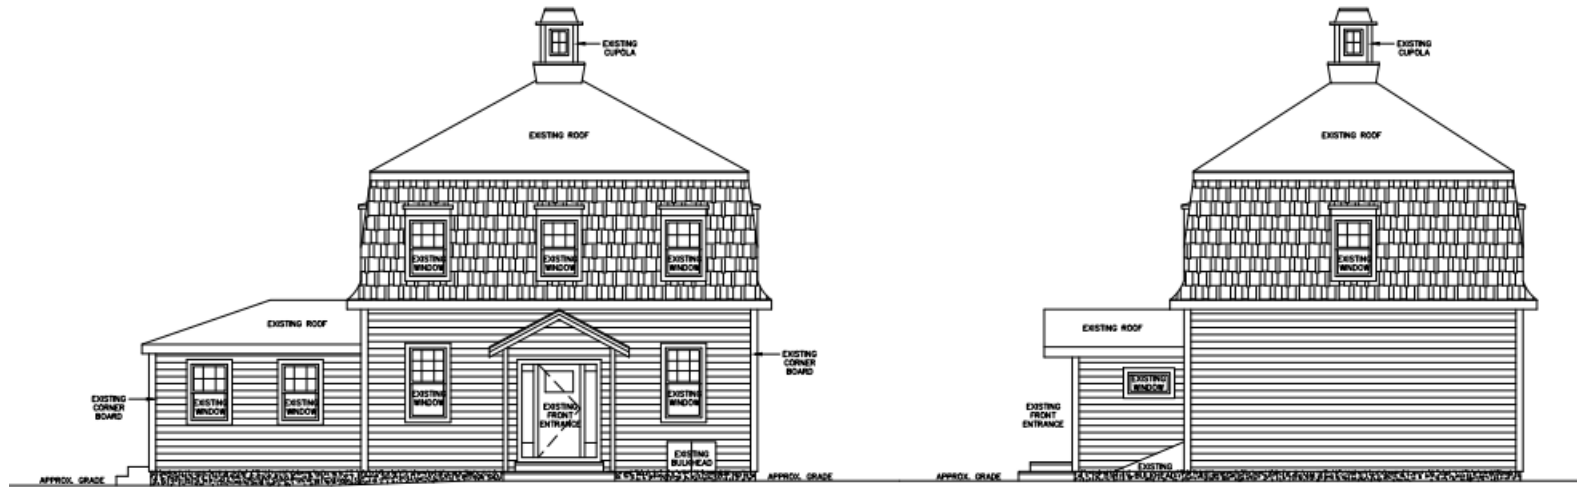 EXISTING
CUPOLA
EXISTING ROOF
EXISTING
WINDOW
EXISTING
WINDOW
EXISTING
WINDOW
EXISTING ROOF
EXISTING
WINDOW
EXISTING
WINDOW
EXISTING
WINDOW
EXISTING
FRONT
ENTRANCE
EXISTING
WINDOW
EXISTING
BULKHEAD
EXISTING
CORNER
BOARD
EXISTING
CORNER
BOARD
APPROX. GRADE
APPROX. GRADE
EXISTING
CUPOLA
EXISTING ROOF
EXISTING
WINDOW
EXISTING ROOF
EXISTING
WINDOW
EXISTING
FRONT
ENTRANCE
EXISTING
BULKHEAD
APPROX. GRADE